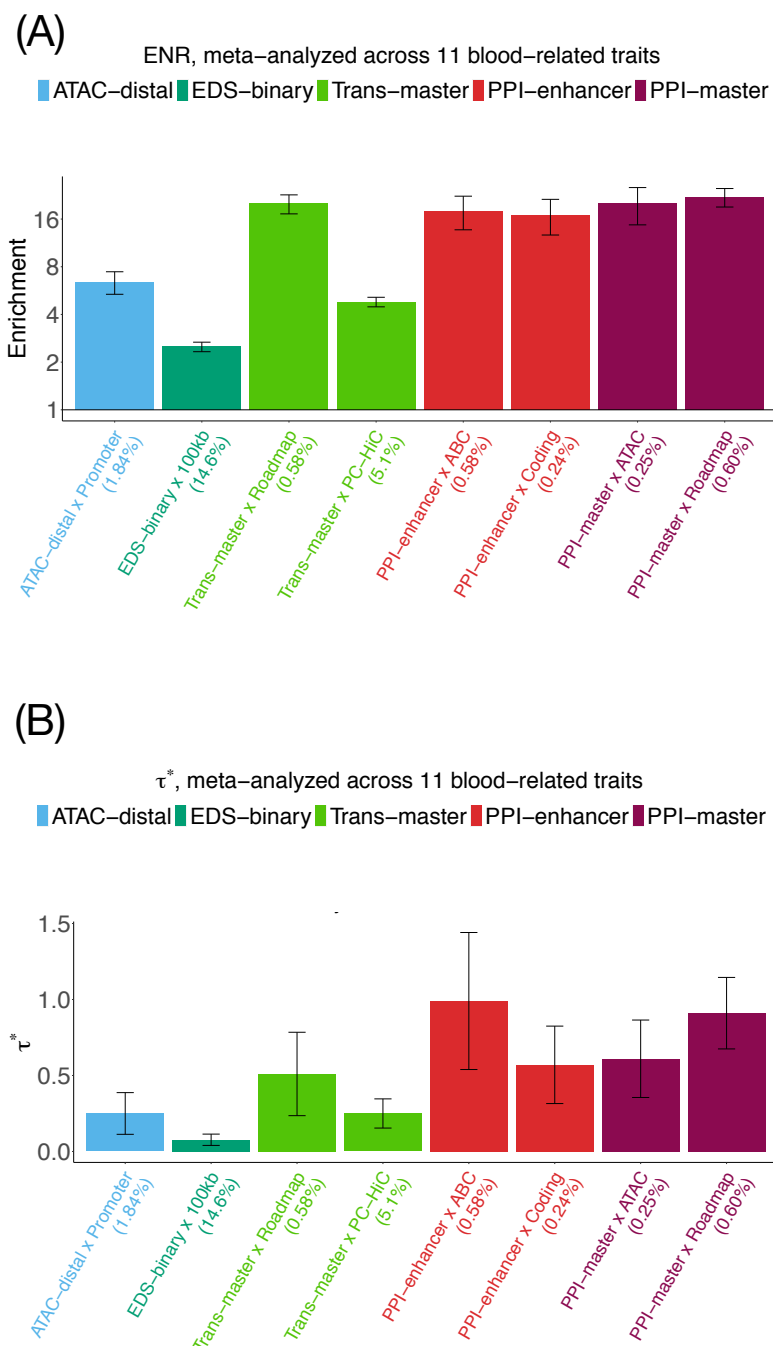 (A)
ENR, meta−analyzed across 11 blood−related traits
ATAC−distal EDS−binary Trans−master PPI−enhancer PPI−master
Enrichment
16
8
4
2
1
ATAC−distal x Promoter
(1.84%)
EDS−binary x 100kb
(14.6%)
Trans−master x Roadmap
(0.58%)
Trans−master x PC−HiC
(5.1%)
PPI−enhancer x ABC
(0.58%)
PPI−enhancer x Coding
(0.24%)
PPI−master x ATAC
(0.25%)
PPI−master x Roadmap
(0.60%)
(B)
τ*, meta−analyzed across 11 blood−related traits
ATAC−distal EDS−binary Trans−master PPI−enhancer PPI−master
τ*
1.5
1.0
0.5
0.0
ATAC−distal x Promoter
(1.84%)
EDS−binary x 100kb
(14.6%)
Trans−master x Roadmap
(0.58%)
Trans−master x PC−HiC
(5.1%)
PPI−enhancer x ABC
(0.58%)
PPI−enhancer x Coding
(0.24%)
PPI−master x ATAC
(0.25%)
PPI−master x Roadmap
(0.60%)